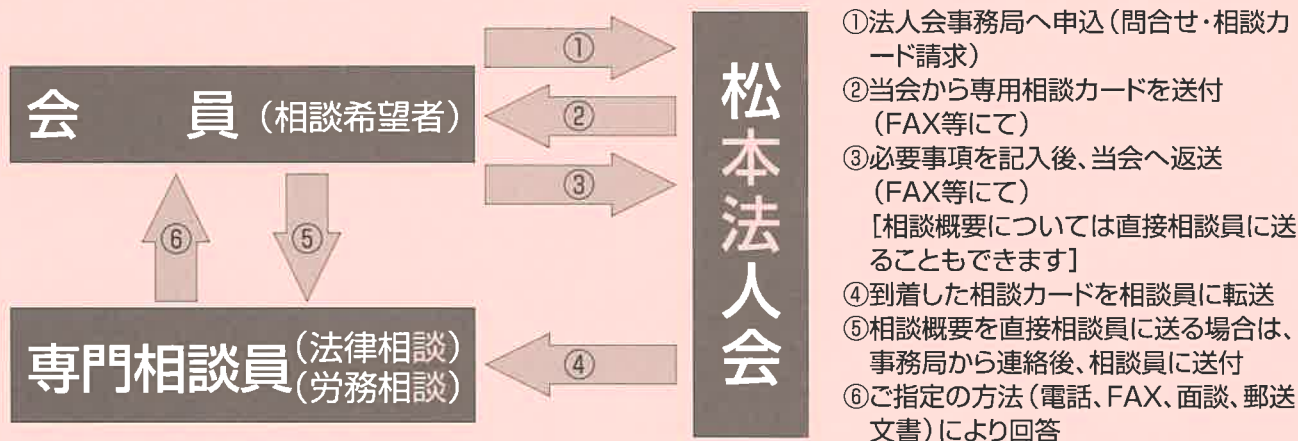 会　員（相談希望者）
①
②
③
⑥
⑤
専門相談員（法律相談）
（労務相談）
④
松本法人会
①法人会事務局へ申込（問合せ・相談カ
ード請求）
②当会から専用相談カードを送付
（FAX等にて）
③必要事項を記入後、当会へ返送
（FAX等にて）
[相談概要については直接相談員に送
ることもできます]
④到着した相談カードを相談員に転送
⑤相談概要を直接相談員に送る場合は、
事務局から連絡後、相談員に送付
⑥ご指定の方法（電話、FAX、面談、郵送
文書）により回答